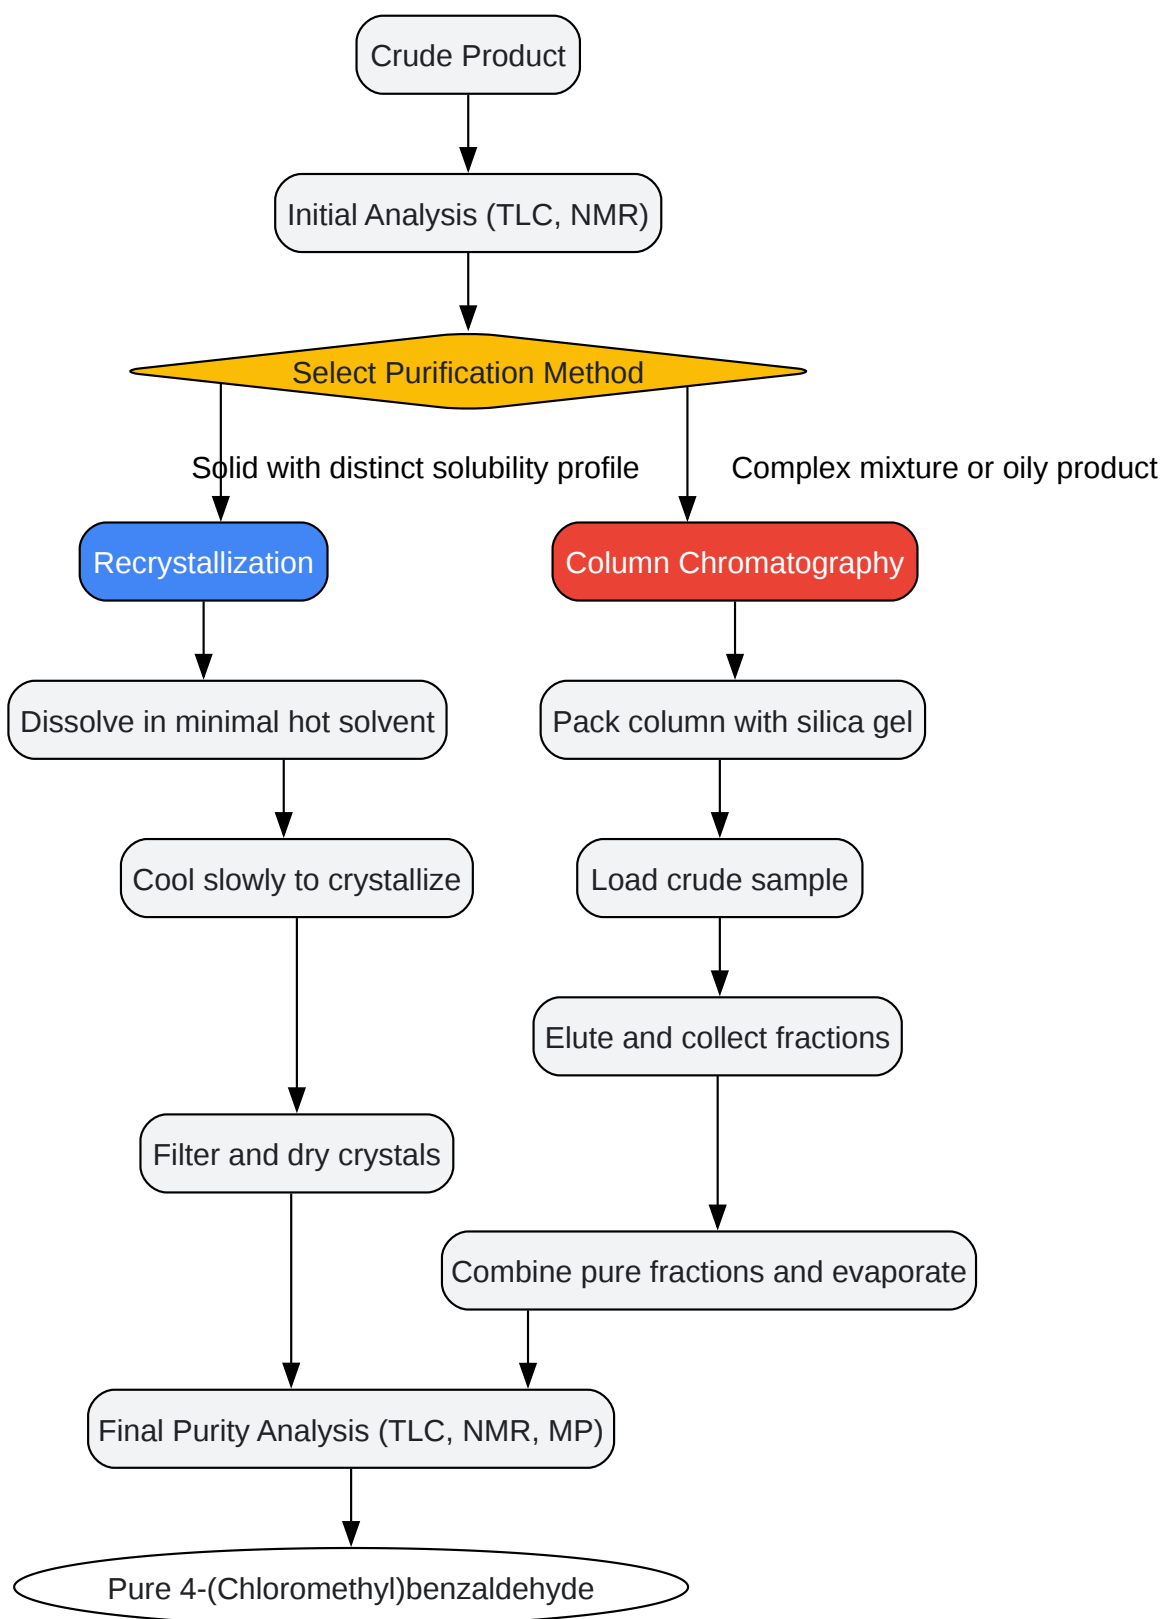 Crude Product
Initial Analysis (TLC, NMR)
Select Purification Method
Solid with distinct solubility profile
Complex mixture or oily product
Recrystallization
Column Chromatography
Dissolve in minimal hot solvent
Pack column with silica gel
Cool slowly to crystallize
Load crude sample
Elute and collect fractions
Filter and dry crystals
Combine pure fractions and evaporate
Final Purity Analysis (TLC, NMR, MP)
Pure 4-(Chloromethyl)benzaldehyde